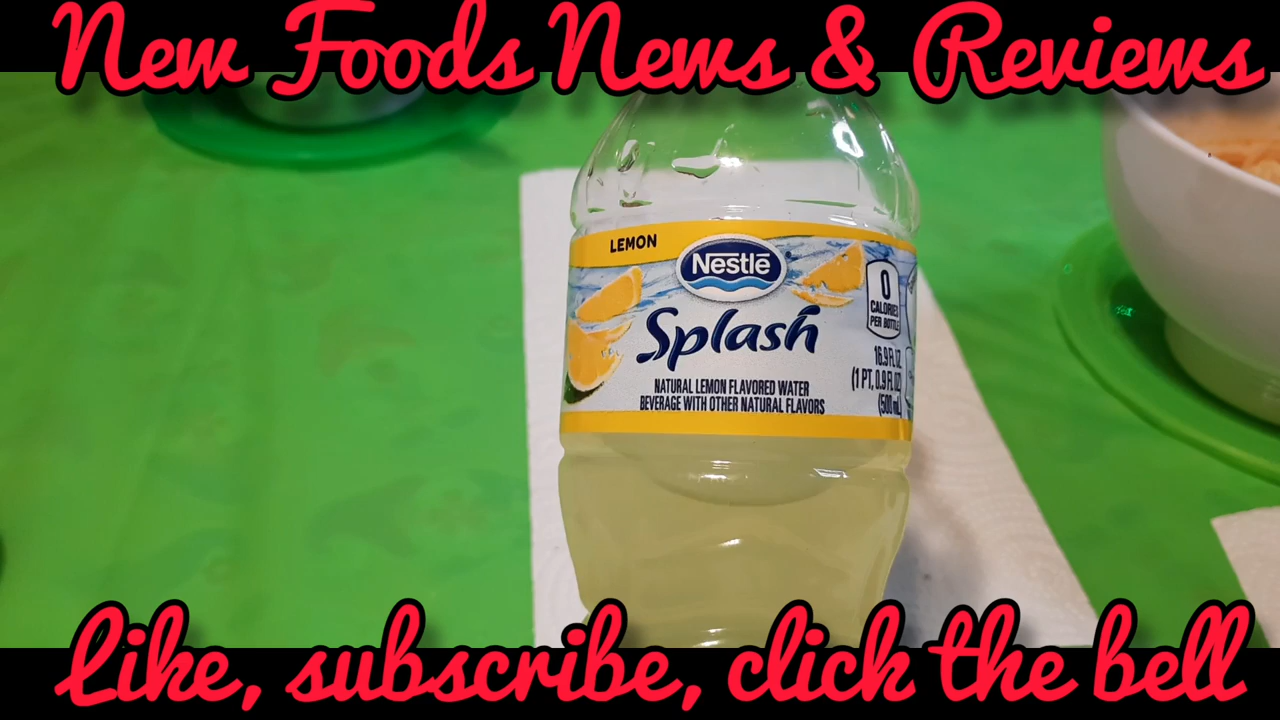 New Foods News & Reviews
LEMON
Nestlē
Splash
0
CALORIES
PER BOTTLE
16.9 FL OZ
(1 PT, 0.9 FL OZ)
(500 mL)
NATURAL LEMON FLAVORED WATER
BEVERAGE WITH OTHER NATURAL FLAVORS
Like, subscribe, click the bell